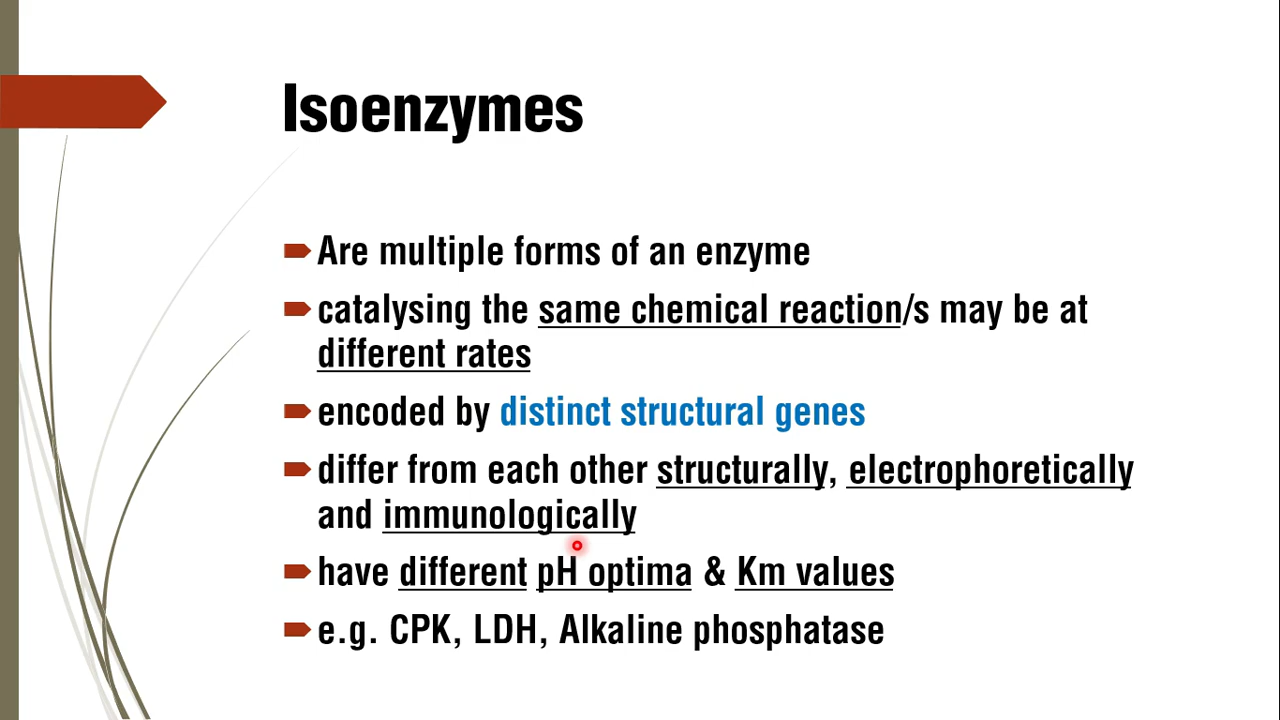 Isoenzymes
Are multiple forms of an enzyme
catalysing the same chemical reaction/s may be at
different rates
encoded by distinct structural genes
differ from each other structurally, electrophoretically
and immunologically
have different pH optima & Km values
e.g. CPK, LDH, Alkaline phosphatase